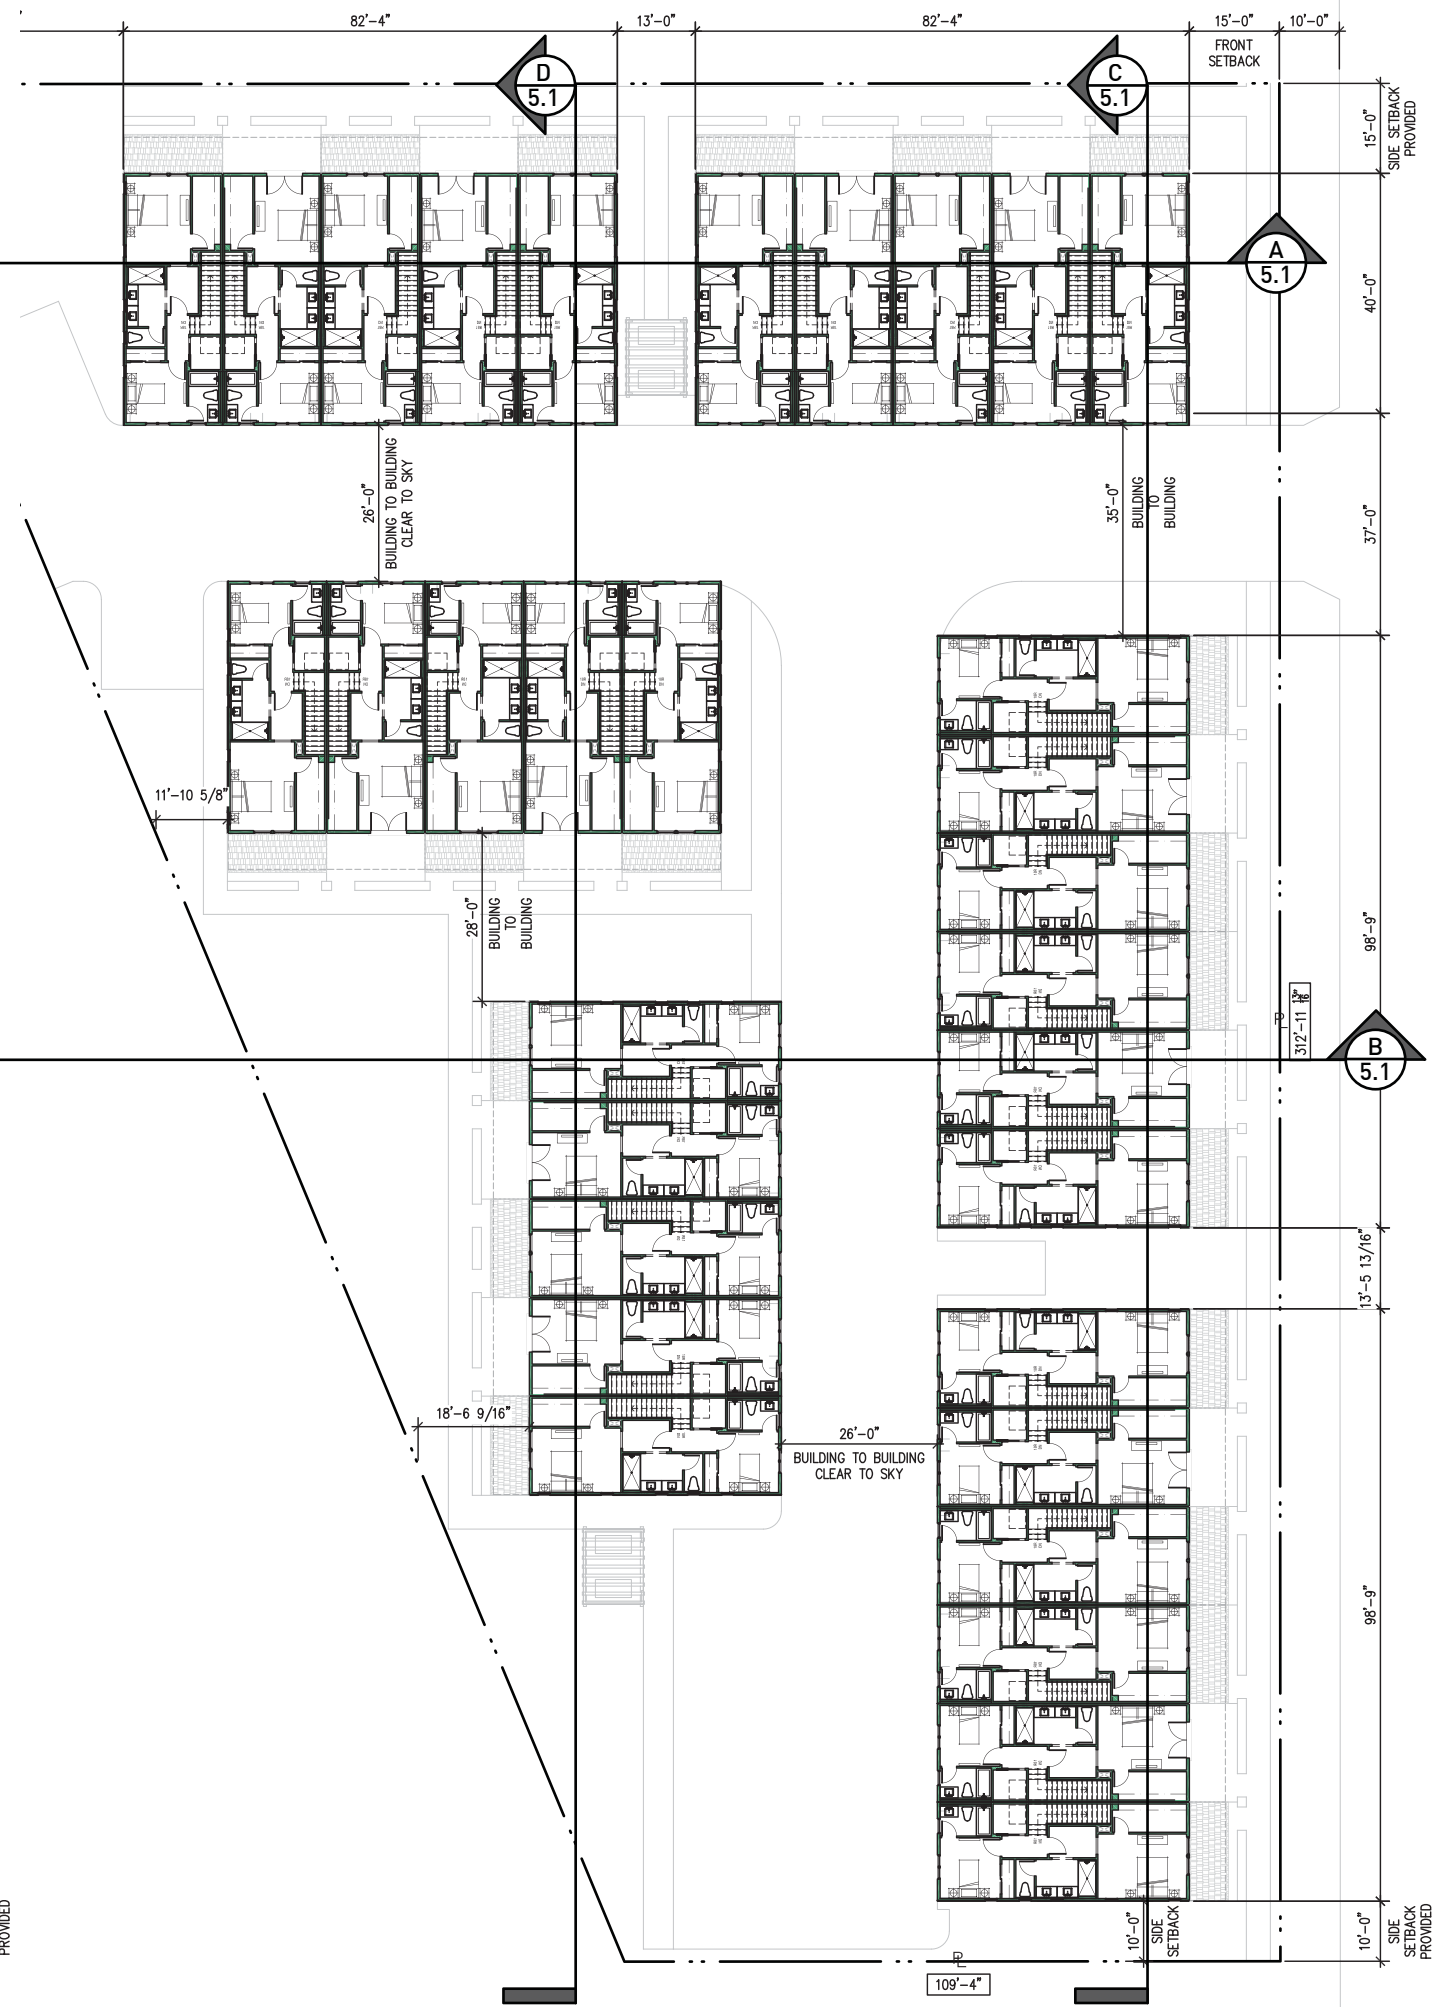 82'-4"
13'-0"
82'-4"
15'-0"
10'-0"
FRONT
SETBACK
D
5.1
C
5.1
15'-0"
SIDE SETBACK
PROVIDED
A
5.1
40'-0"
26'-0"
BUILDING TO BUILDING
CLEAR TO SKY
35'-0"
BUILDING
TO
BUILDING
37'-0"
11'-10 5/8"
28'-0"
BUILDING
TO
BUILDING
98'-9"
312'-11 13/16"
PL
B
5.1
13'-5 13/16"
18'-6 9/16"
26'-0"
BUILDING TO BUILDING
CLEAR TO SKY
98'-9"
PROVIDED
10'-0"
SIDE
SETBACK
10'-0"
SIDE
SETBACK
PROVIDED
PL
109'-4"